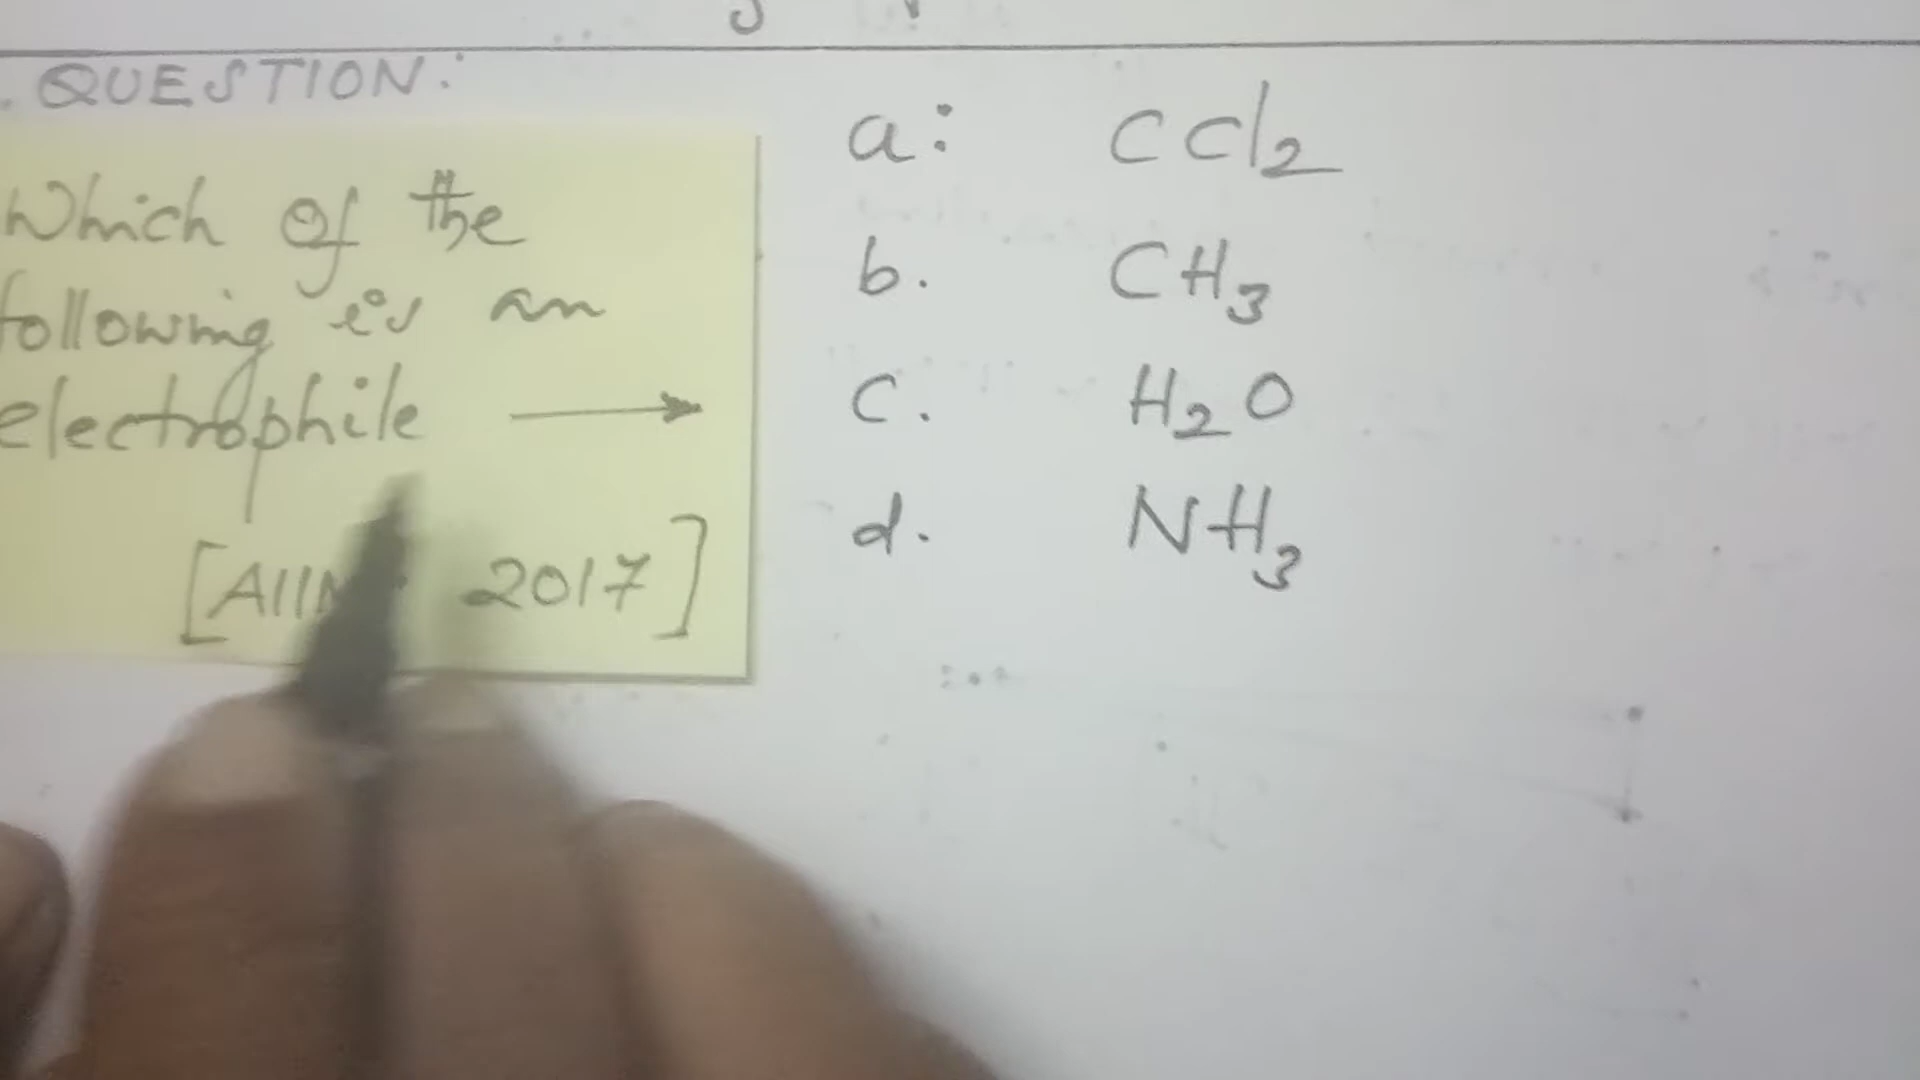 QUESTION:
Which of the
following is an
electrophile →
2017]
a: CCl2
b. CH3
c. H2O
d. NH3